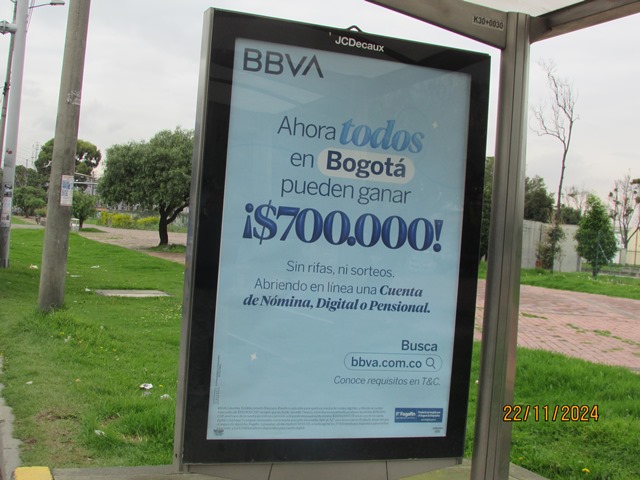 K30+0030
JCDecaux
BBVA
Ahora todos
en Bogotá
pueden ganar
¡$700.000!
Sin rifas, ni sorteos.
Abriendo en línea una Cuenta
de Nómina, Digital o Pensional.
Busca
bbva.com.co
Conoce requisitos en T&C.
Fogafín
22/11/2024